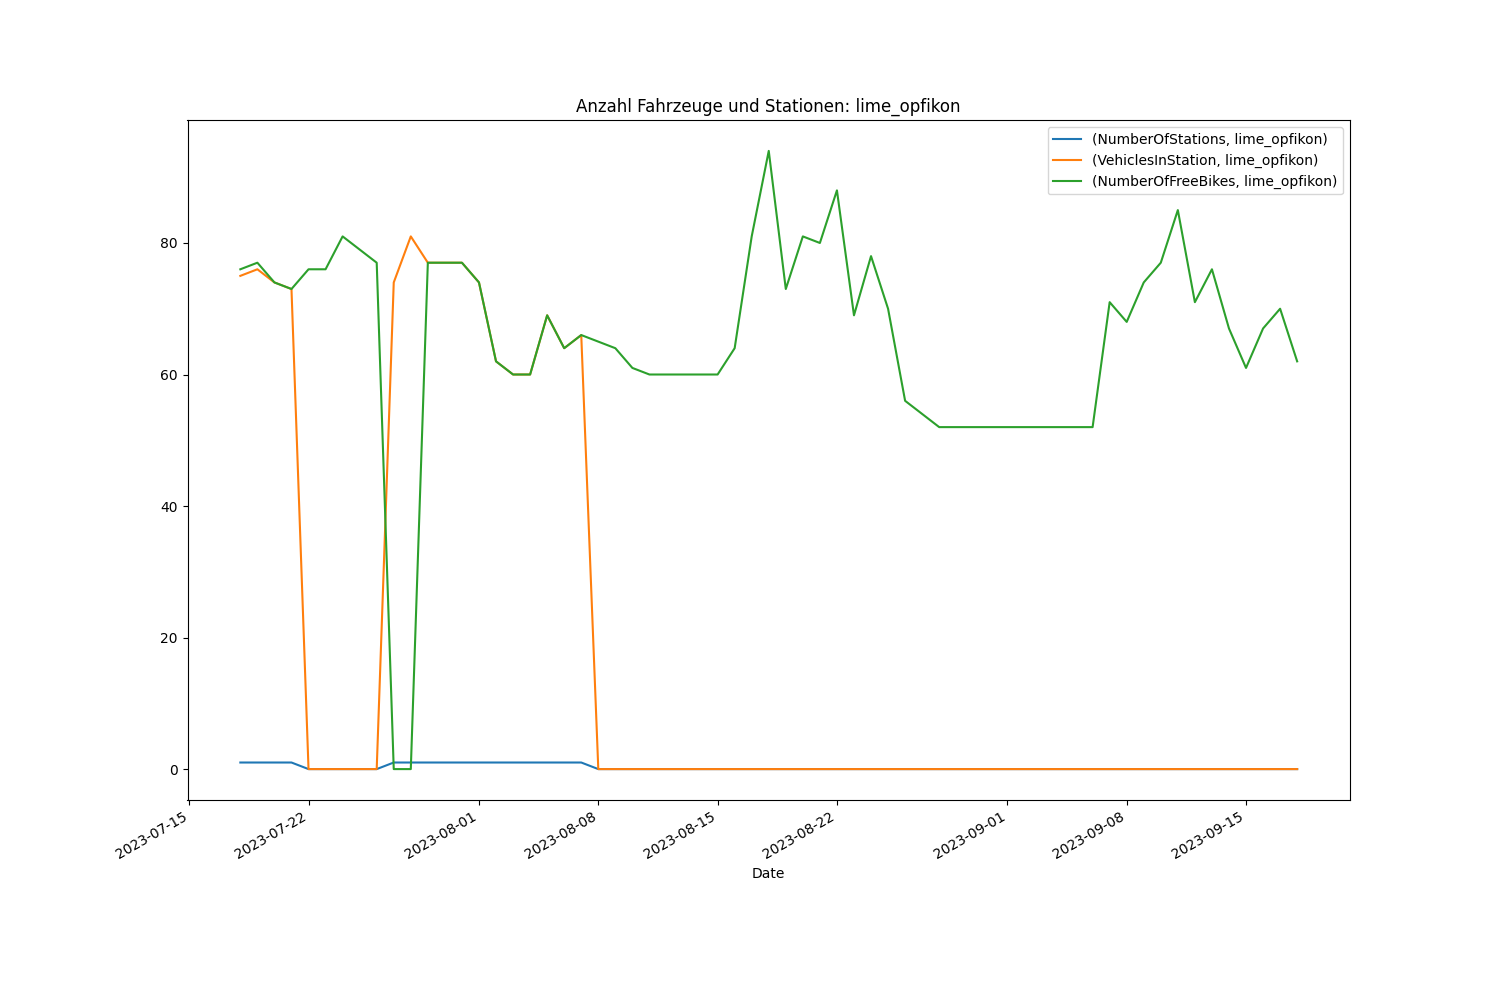 Anzahl Fahrzeuge und Stationen: lime_opfikon
(NumberOfStations, lime_opfikon)
(VehiclesInStation, lime_opfikon)
(NumberOfFreeBikes, lime_opfikon)
80
60
40
20
0
2023-07-15
2023-07-22
2023-08-01
2023-08-08
2023-08-15
2023-08-22
2023-09-01
2023-09-08
2023-09-15
Date